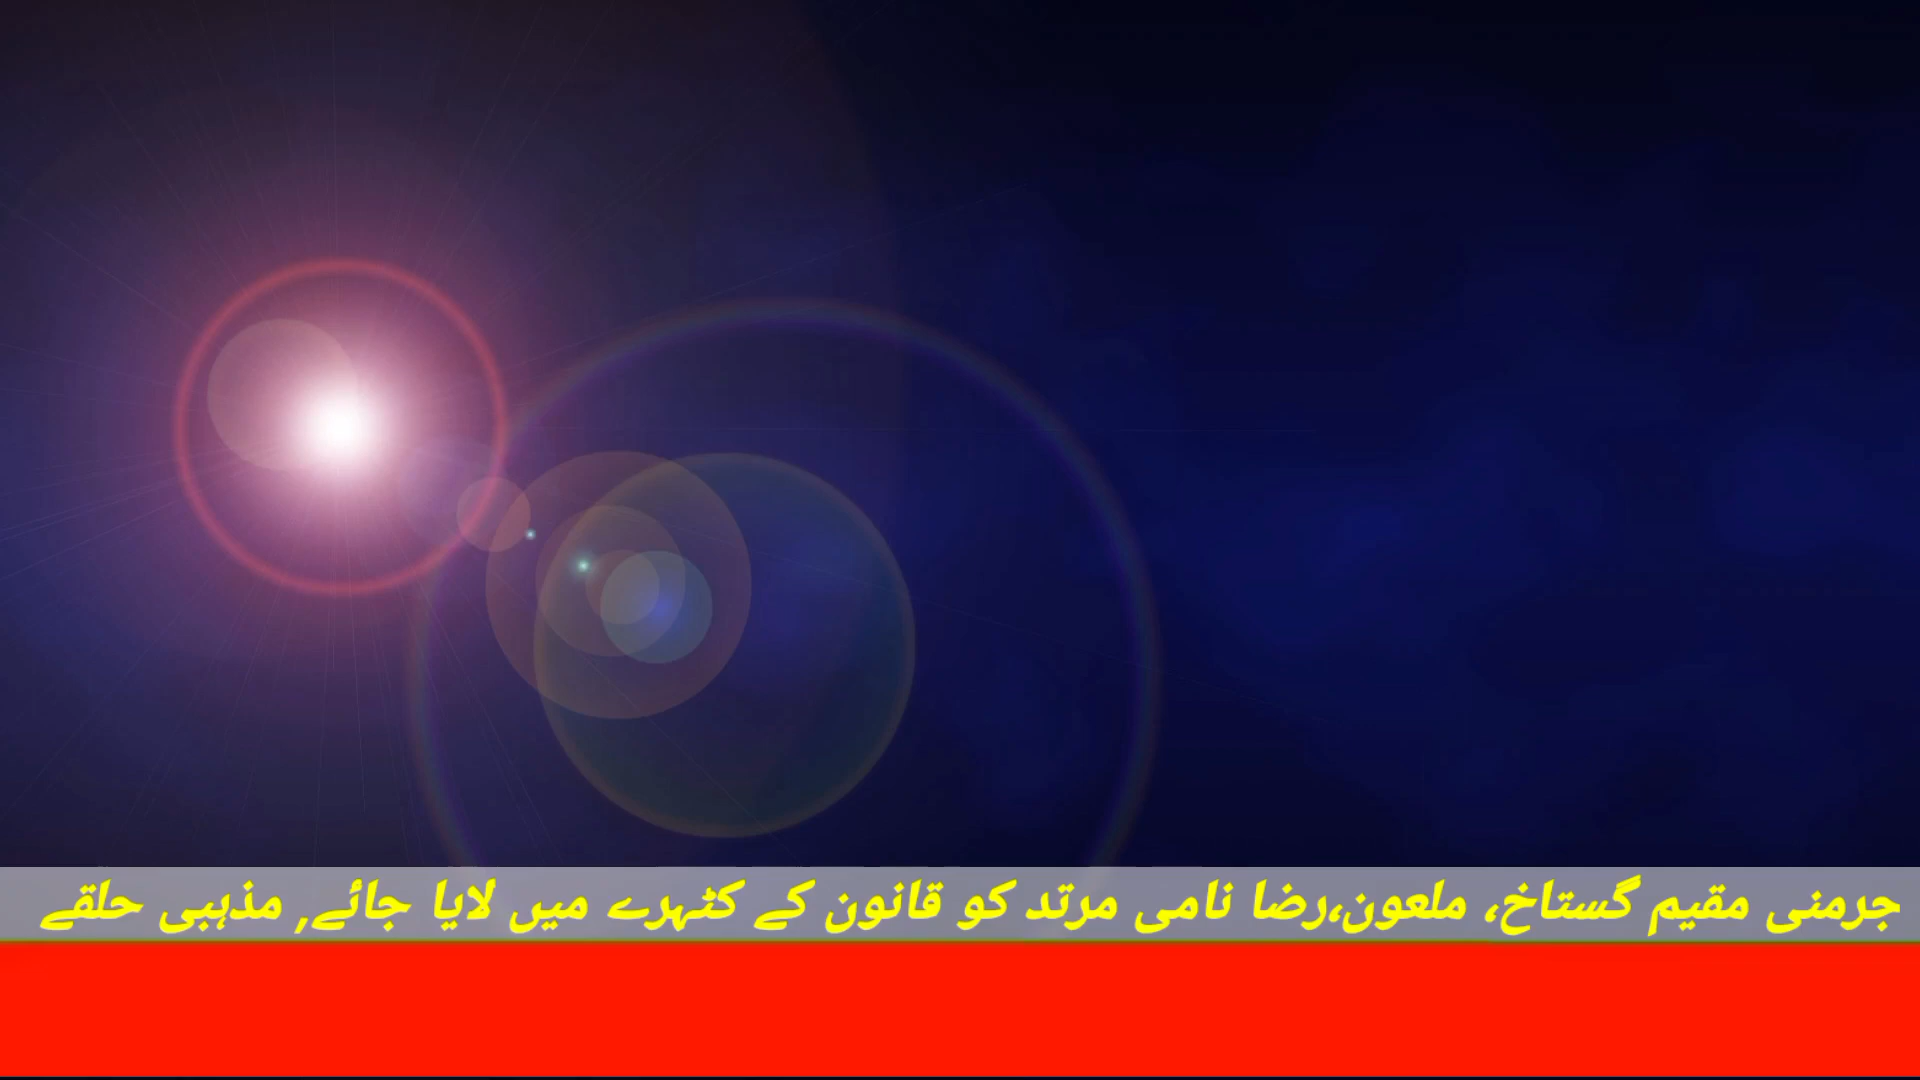 جرمنی مقیم گستاخ، ملعون،رضا نامی مرتد کو قانون کے کٹہرے میں لایا جائے, مذہبی حلقے